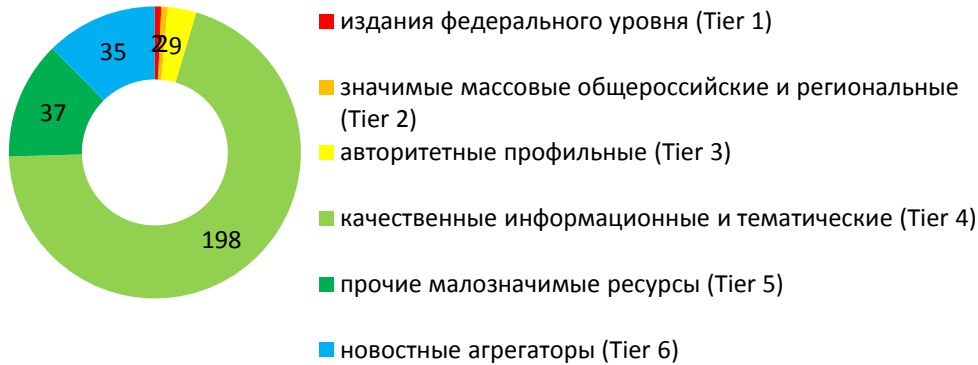 35
2
2
9
37
198
издания федерального уровня (Tier 1)
значимые массовые общероссийские и региональные
(Tier 2)
авторитетные профильные (Tier 3)
качественные информационные и тематические (Tier 4)
прочие малозначимые ресурсы (Tier 5)
новостные агрегаторы (Tier 6)